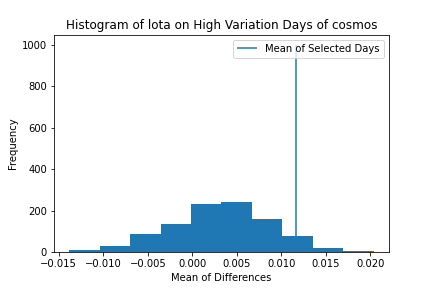 Histogram of Iota on High Variation Days of cosmos
Mean of Selected Days
1000
800
600
400
200
0
Frequency
−0.015 −0.010 −0.005 0.000 0.005 0.010 0.015 0.020
Mean of Differences